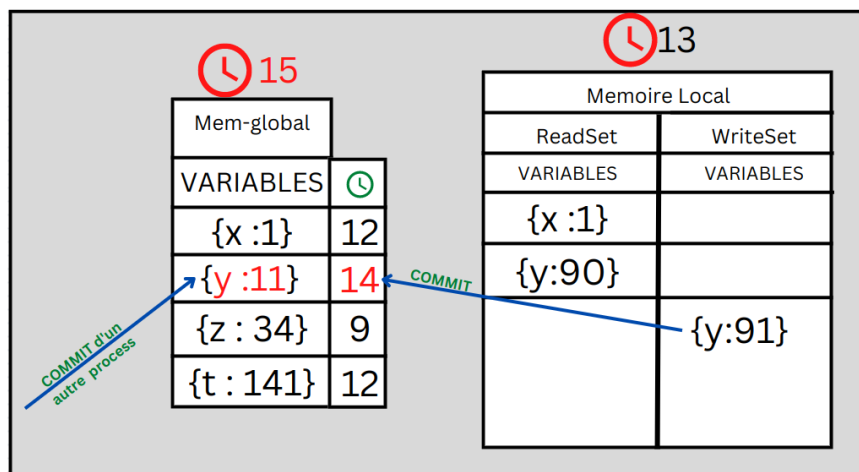 15
13
Mem-global
Memoire Local
ReadSet
WriteSet
VARIABLES
VARIABLES
VARIABLES
{x :1}
12
{x :1}
{y :11}
14
COMMIT
{y:90}
{z : 34}
9
{y:91}
{t : 141}
12
COMMIT d'un
autre process